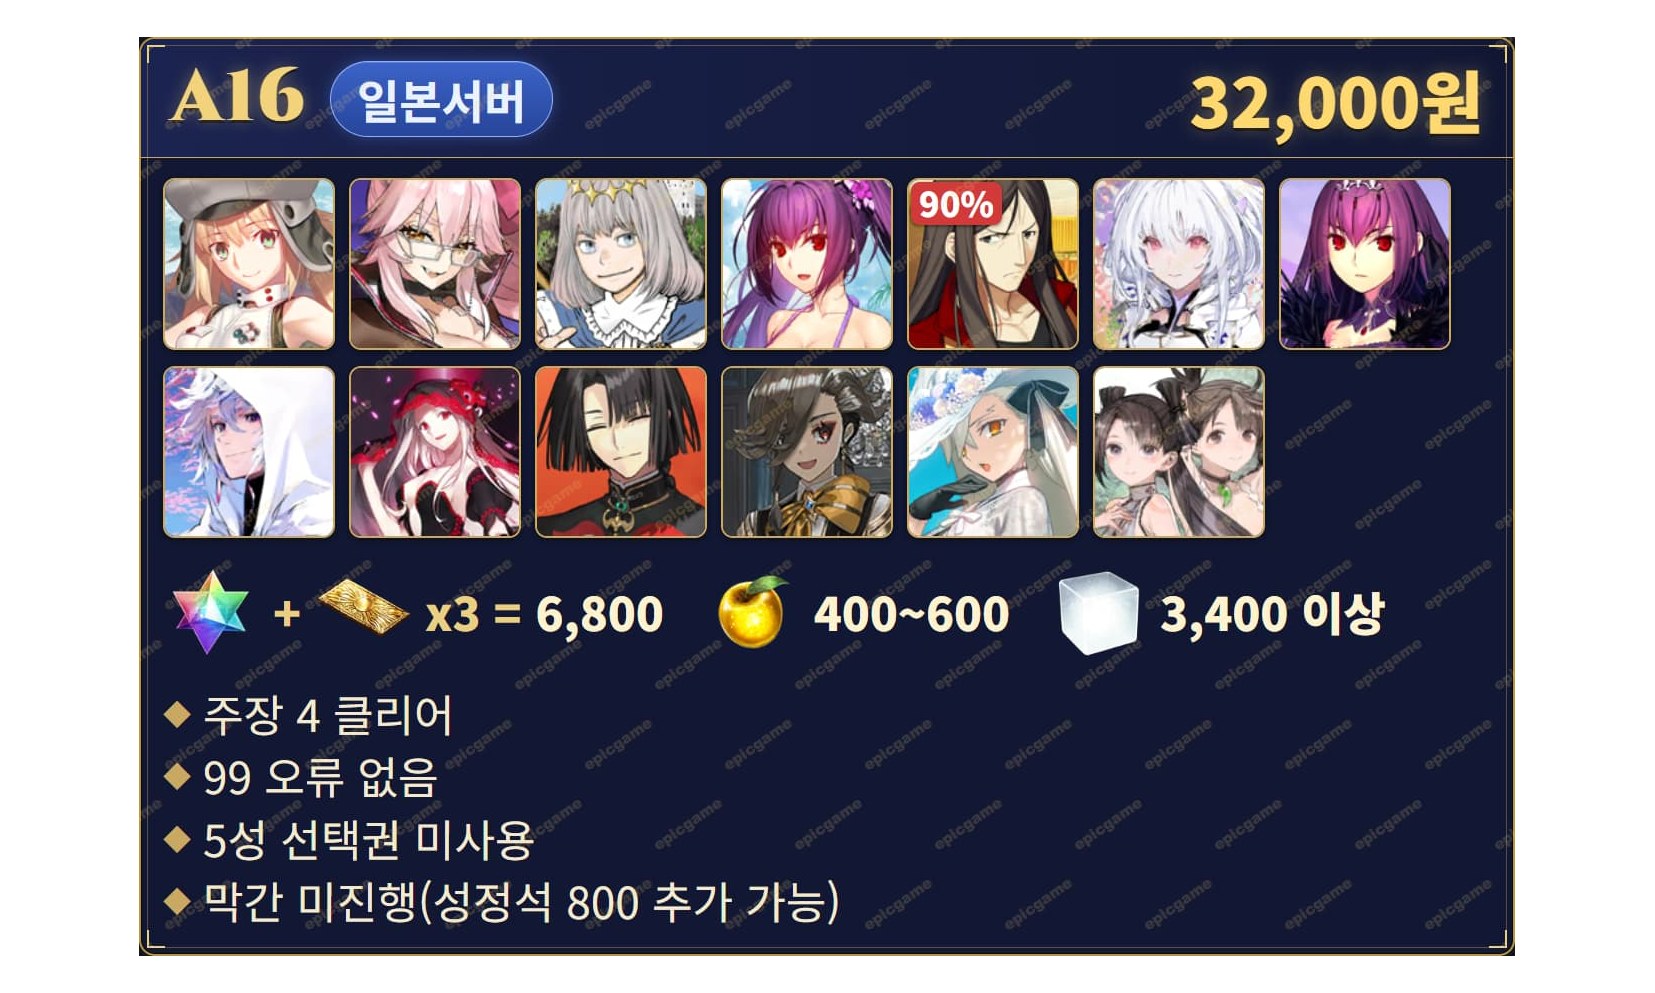 A16 일본서버 32,000원
90%
+ x3 = 6,800 400~600 3,400 이상
◆ 주장 4 클리어
◆ 99 오류 없음
◆ 5성 선택권 미사용
◆ 막간 미진행(성정석 800 추가 가능)
epicgame